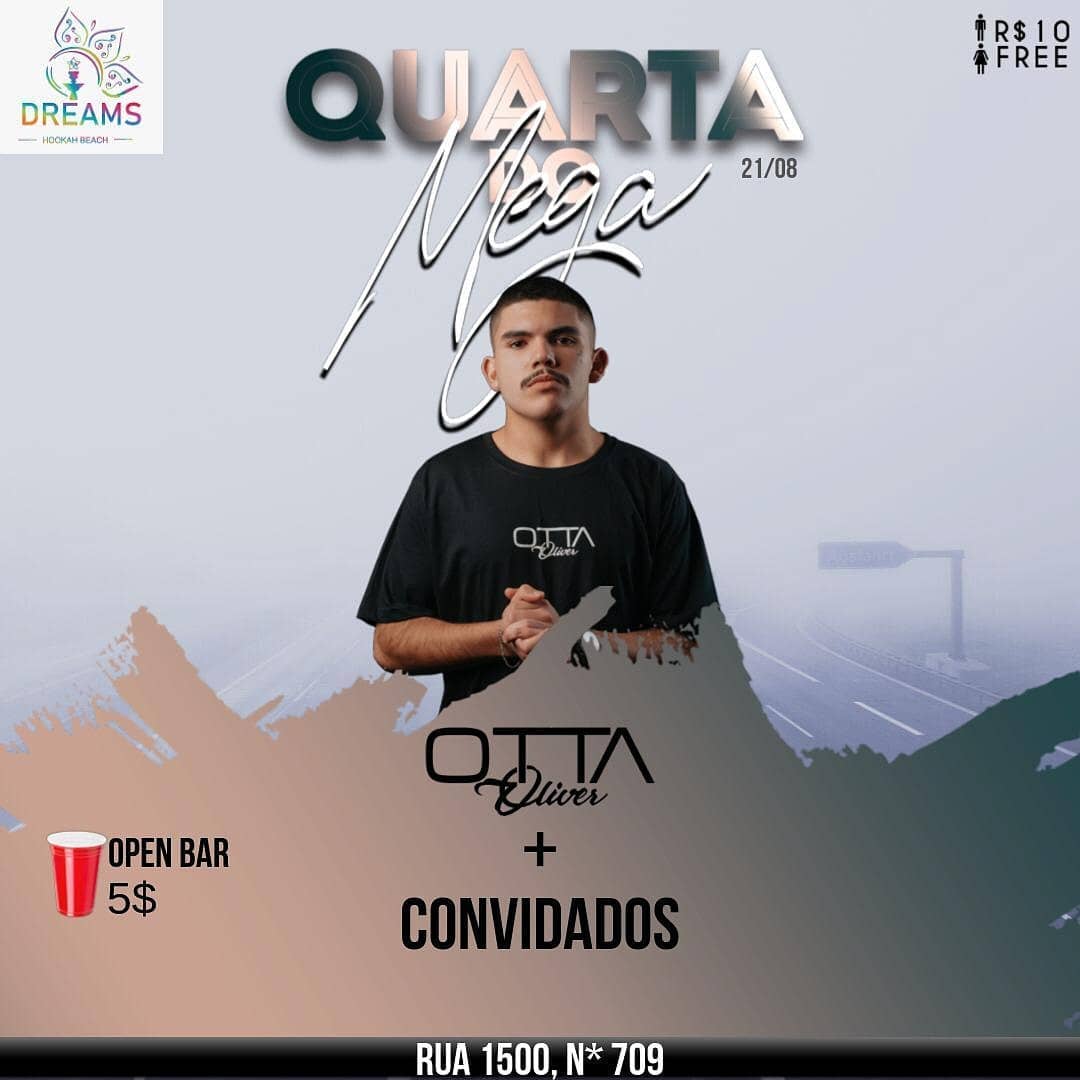 DREAMS
HOOKAH BEACH
QUARTA
DO
Mega
21/08
R$ 10
FREE
OTTA
Oliver
OTTA
Oliver
+
CONVIDADOS
OPEN BAR
5$
RUA 1500, N* 709